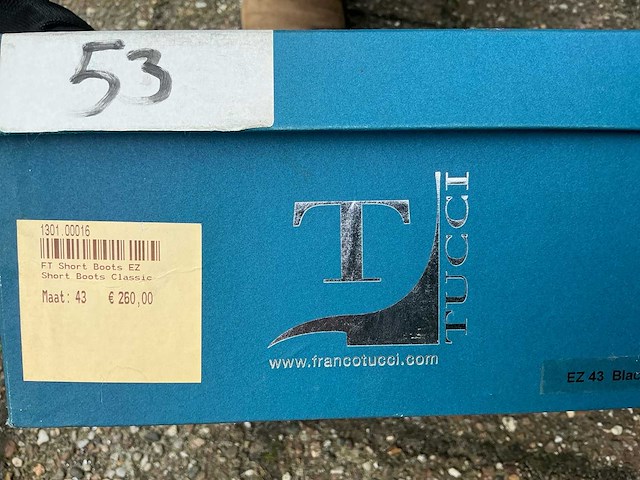 53
1301.00016
FT Short Boots EZ
Short Boots Classic
Maat: 43 € 260,00
T
TUCCI
www.francotucci.com
EZ 43